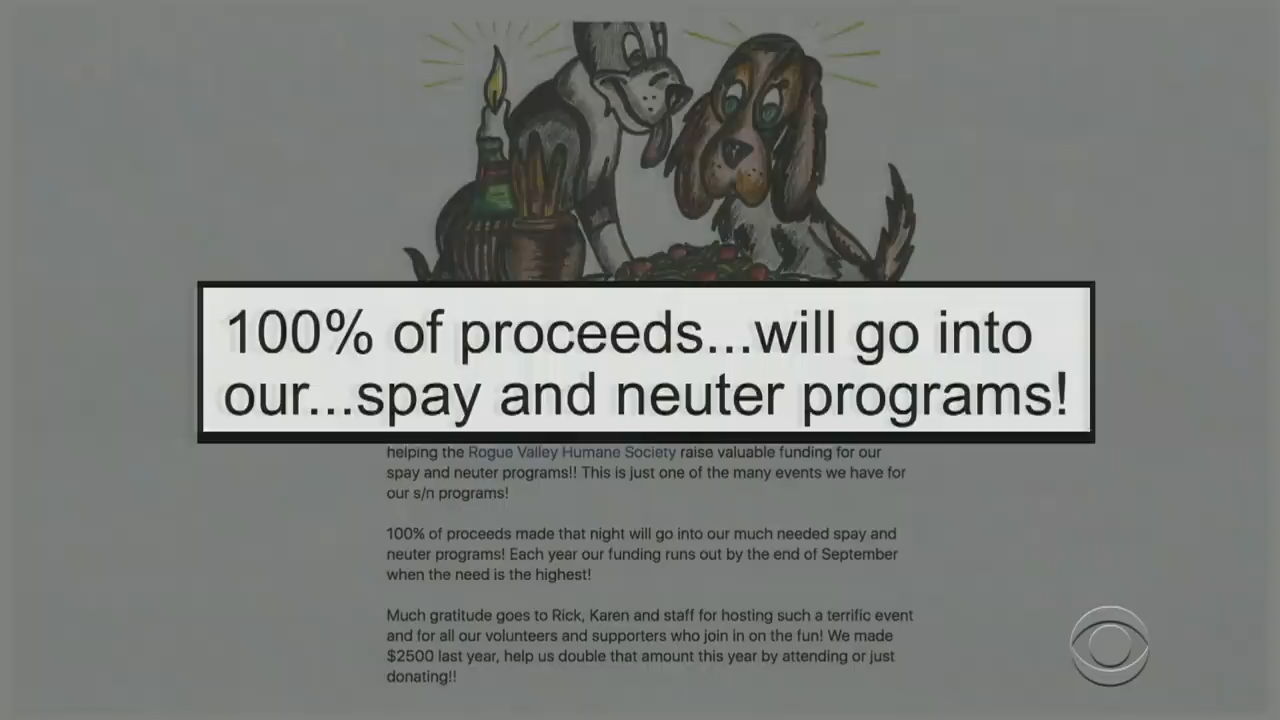 100% of proceeds...will go into
our...spay and neuter programs!
helping the Rogue Valley Humane Society raise valuable funding for our
spay and neuter programs!! This is just one of the many events we have for
our s/n programs!
100% of proceeds made that night will go into our much needed spay and
neuter programs! Each year our funding runs out by the end of September
when the need is the highest!
Much gratitude goes to Rick, Karen and staff for hosting such a terrific event
and for all our volunteers and supporters who join in on the fun! We made
$2500 last year, help us double that amount this year by attending or just
donating!!